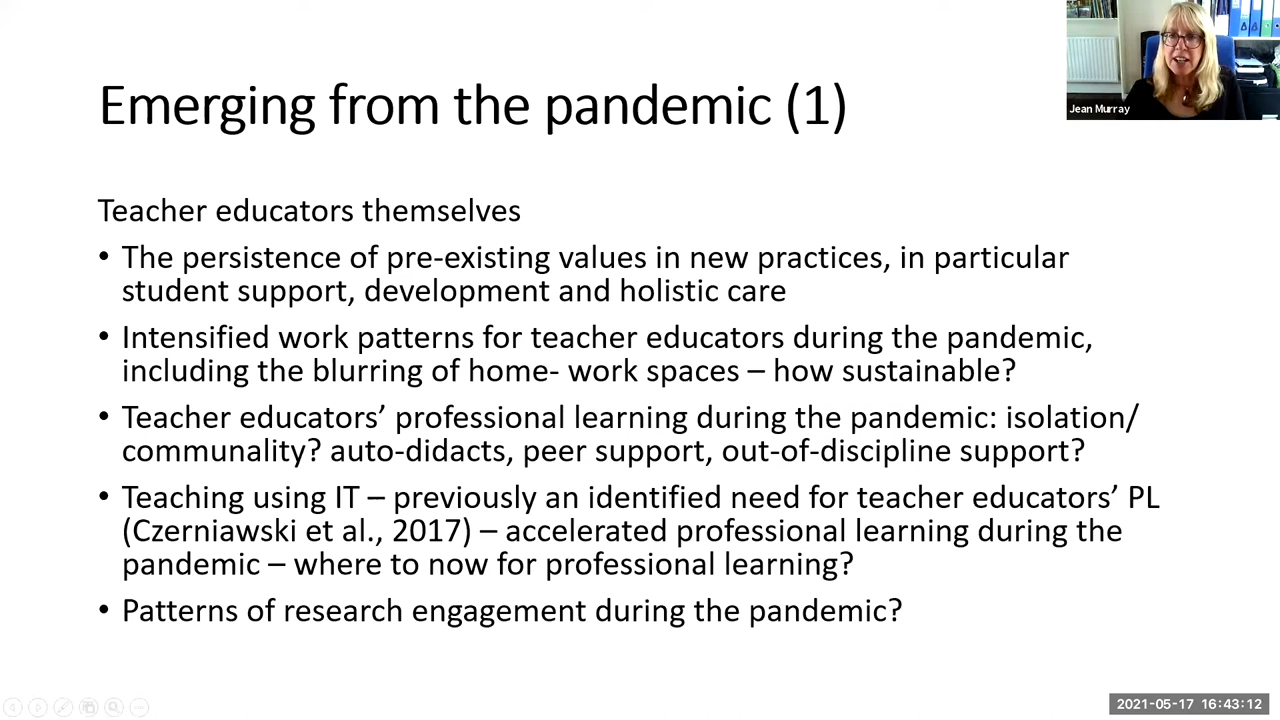 Emerging from the pandemic (1)
Jean Murray
Teacher educators themselves
• The persistence of pre-existing values in new practices, in particular
student support, development and holistic care
• Intensified work patterns for teacher educators during the pandemic,
including the blurring of home- work spaces – how sustainable?
• Teacher educators’ professional learning during the pandemic: isolation/
communality? auto-didacts, peer support, out-of-discipline support?
• Teaching using IT – previously an identified need for teacher educators’ PL
(Czerniawski et al., 2017) – accelerated professional learning during the
pandemic – where to now for professional learning?
• Patterns of research engagement during the pandemic?
2021-05-17 16:43:12